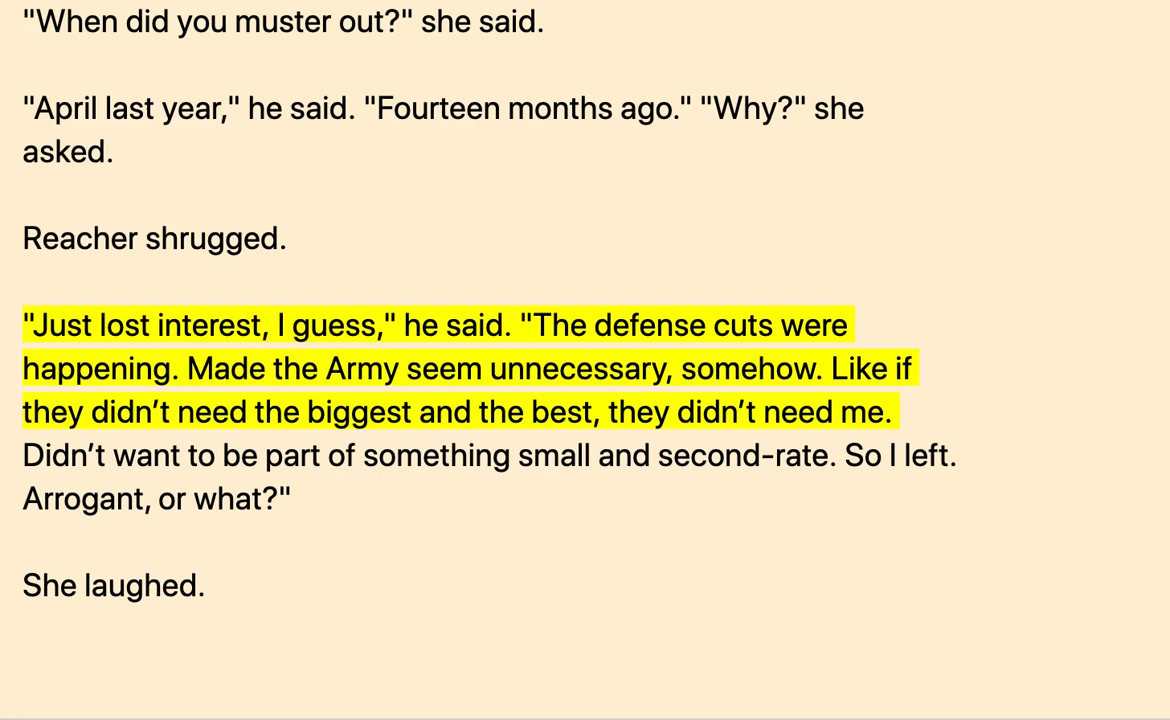 "When did you muster out?" she said.
"April last year," he said. "Fourteen months ago." "Why?" she
asked.
Reacher shrugged.
"Just lost interest, I guess," he said. "The defense cuts were
happening. Made the Army seem unnecessary, somehow. Like if
they didn’t need the biggest and the best, they didn’t need me.
Didn’t want to be part of something small and second-rate. So I left.
Arrogant, or what?"
She laughed.